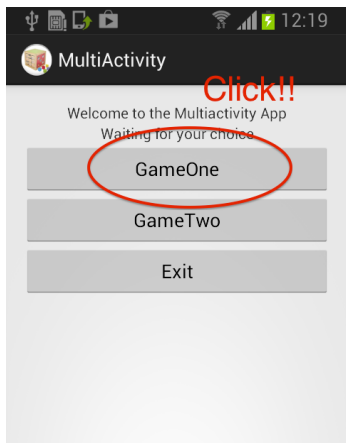 12:19
MultiActivity
Click!!
Welcome to the Multiactivity App
Waiting for your choice
GameOne
GameTwo
Exit